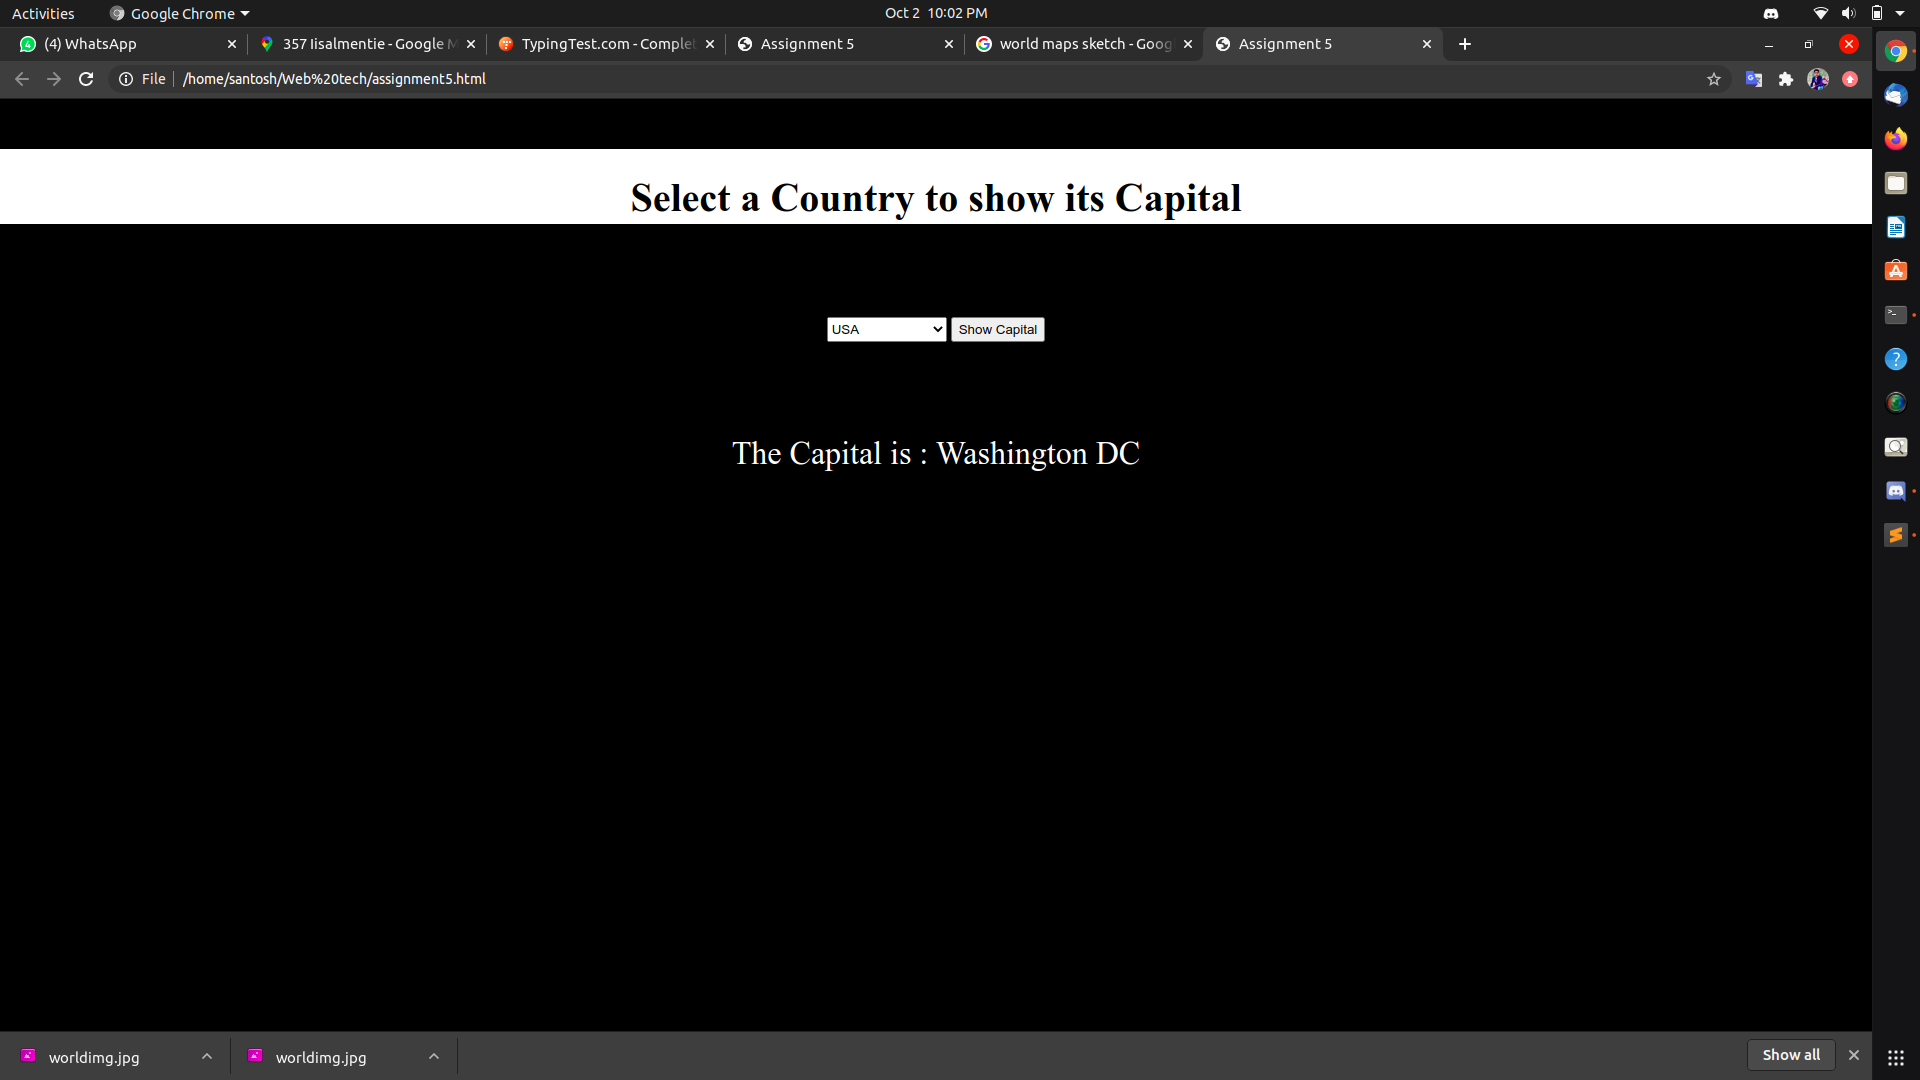 Activities
Google Chrome
Oct 2 10:02 PM
(4) WhatsApp
357 Iisalmentie - Google M
TypingTest.com - Complet
Assignment 5
world maps sketch - Goog
Assignment 5
File
/home/santosh/Web%20tech/assignment5.html
Select a Country to show its Capital
USA
Show Capital
The Capital is : Washington DC
worldimg.jpg
worldimg.jpg
Show all